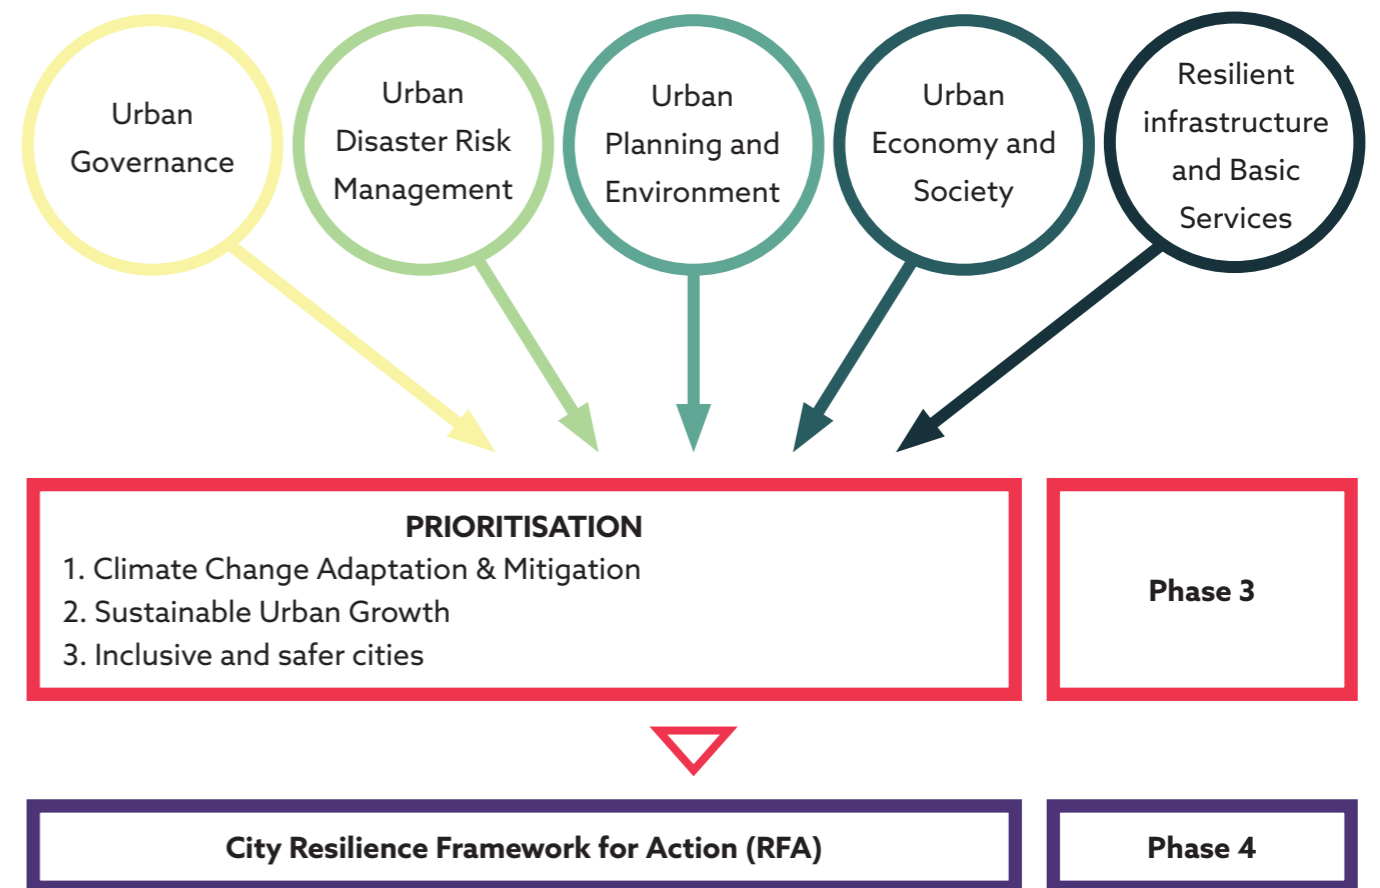 Urban
Governance
Urban
Disaster Risk
Management
Urban
Planning and
Environment
Urban
Economy and
Society
Resilient
infrastructure
and Basic
Services
PRIORITISATION
1. Climate Change Adaptation & Mitigation
2. Sustainable Urban Growth
3. Inclusive and safer cities
Phase 3
City Resilience Framework for Action (RFA)
Phase 4